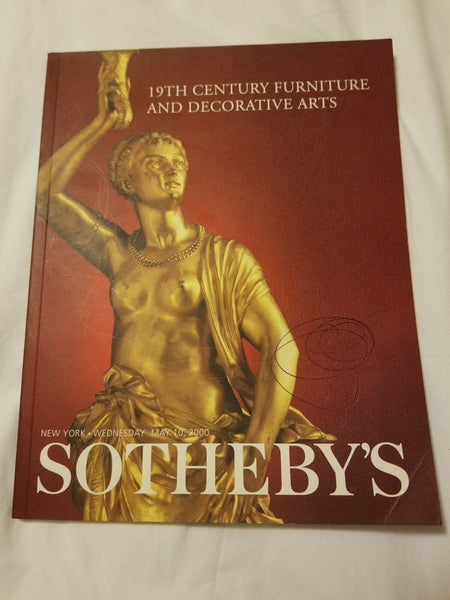 19TH CENTURY FURNITURE
AND DECORATIVE ARTS
NEW YORK • WEDNESDAY MAY 10, 2000
SOTHEBY'S